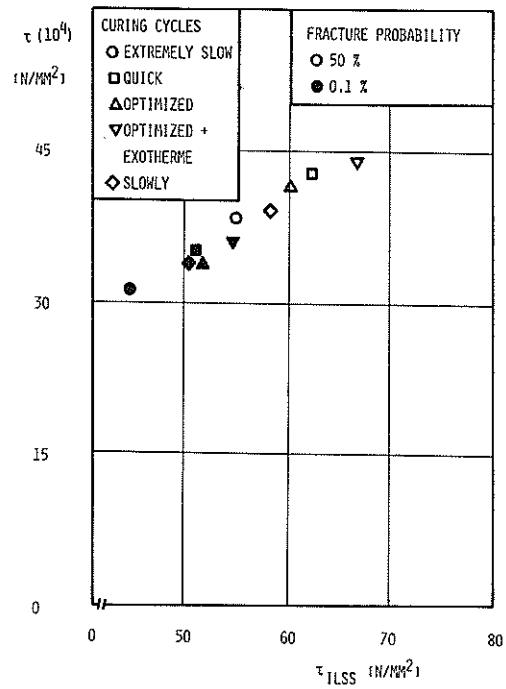 τ (10⁴)
[N/MM²]
CURING CYCLES
○ EXTREMELY SLOW
□ QUICK
△ OPTIMIZED
▽ OPTIMIZED +
EXOTHERME
◇ SLOWLY
FRACTURE PROBABILITY
○ 50 %
● 0.1 %
45
30
15
0
0 50 60 70 80
τILSS [N/MM²]